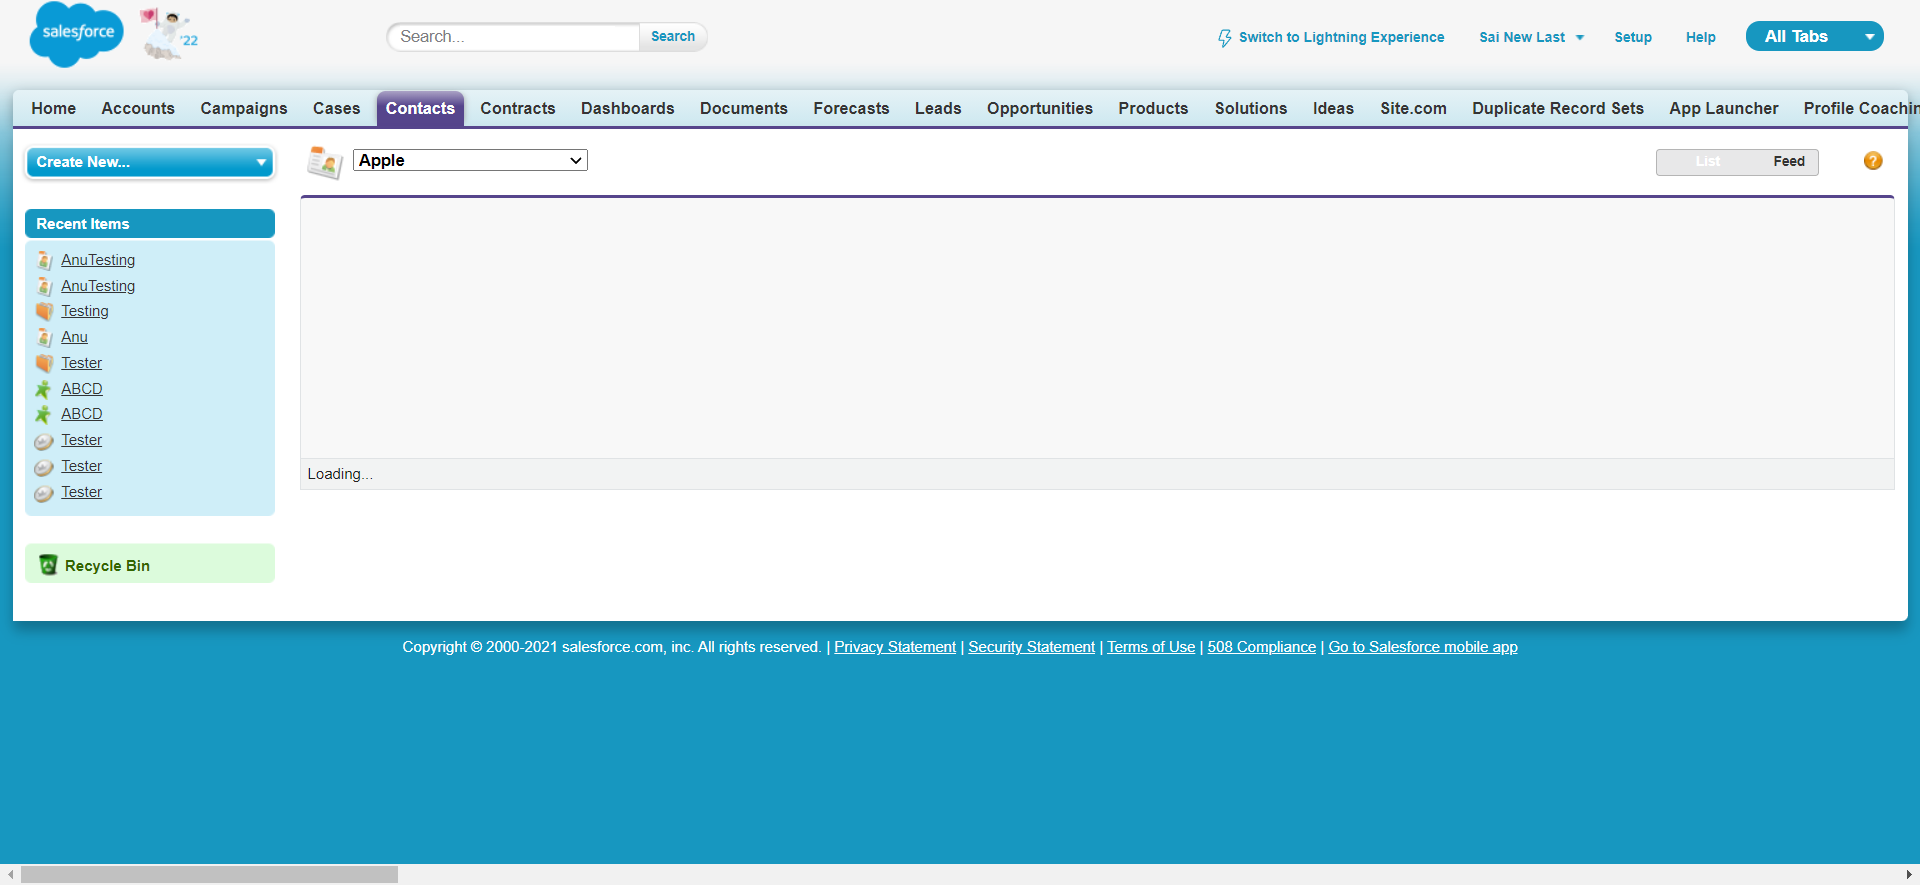 salesforce
'22
Search...
Search
Switch to Lightning Experience
Sai New Last
Setup
Help
All Tabs
Home Accounts Campaigns Cases Contacts Contracts Dashboards Documents Forecasts Leads Opportunities Products Solutions Ideas Site.com Duplicate Record Sets App Launcher Profile Coachin
Create New...
Apple
List Feed
?
Recent Items
AnuTesting
AnuTesting
Testing
Anu
Tester
ABCD
ABCD
Tester
Tester
Tester
Loading...
Recycle Bin
Copyright © 2000-2021 salesforce.com, inc. All rights reserved. | Privacy Statement | Security Statement | Terms of Use | 508 Compliance | Go to Salesforce mobile app